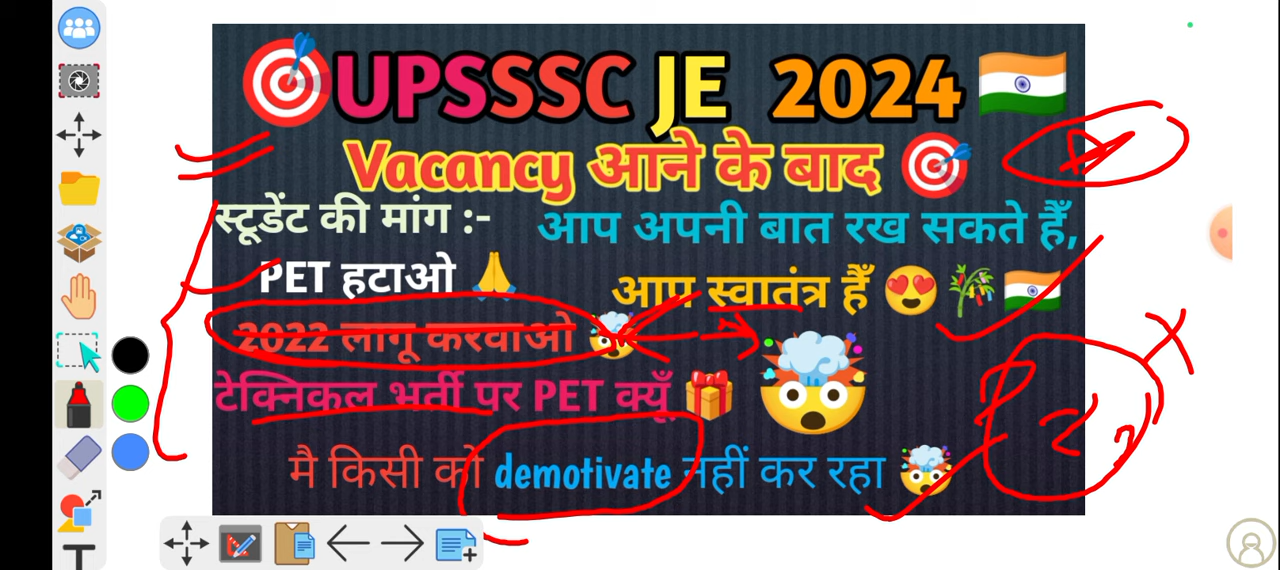 UPSSSC JE 2024
Vacancy आने के बाद
स्टूडेंट की मांग :-
आप अपनी बात रख सकते हैँ,
PET हटाओ
आप स्वातंत्र हैँ
2022 लागू करवाओ
टेक्निकल भर्ती पर PET क्यूँ
मै किसी को demotivate नहीं कर रहा
T